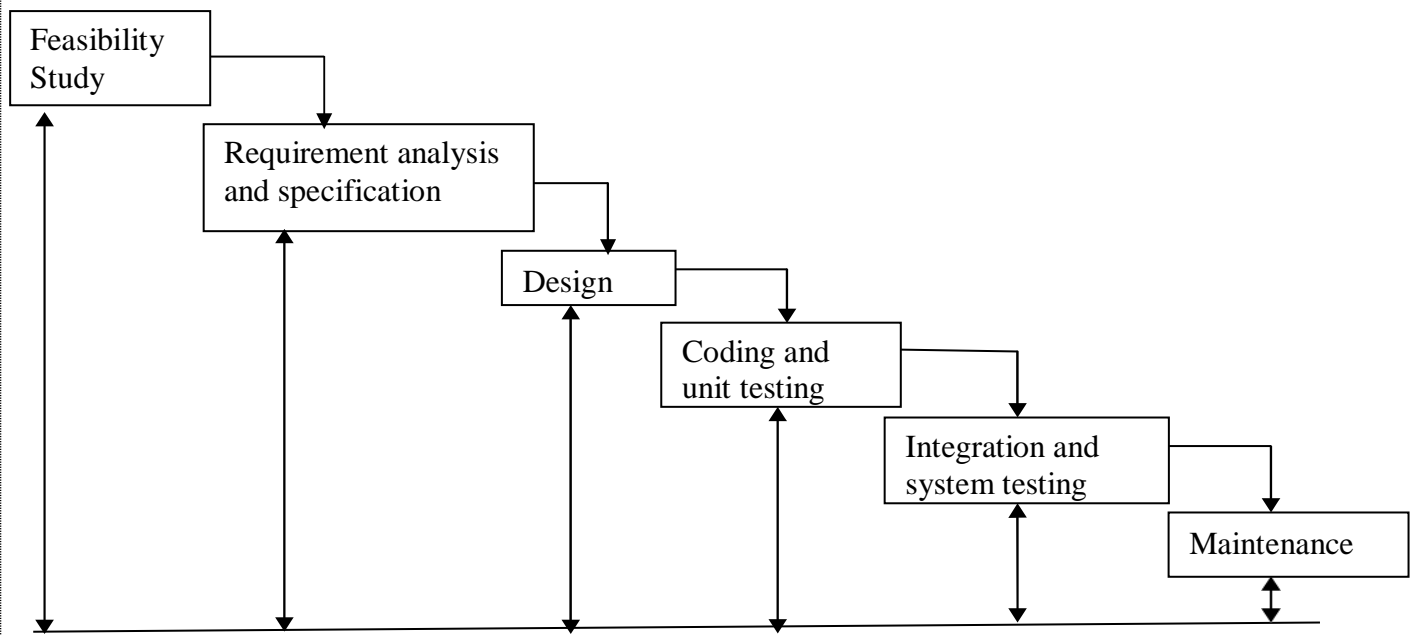 Feasibility
Study
Requirement analysis
and specification
Design
Coding and
unit testing
Integration and
system testing
Maintenance